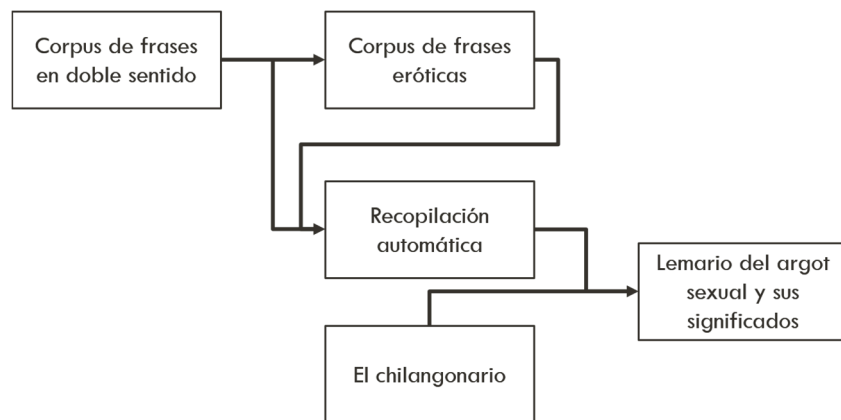 Corpus de frases
en doble sentido
Corpus de frases
eróticas
Recopilación
automática
Lemario del argot
sexual y sus
significados
El chilangonario